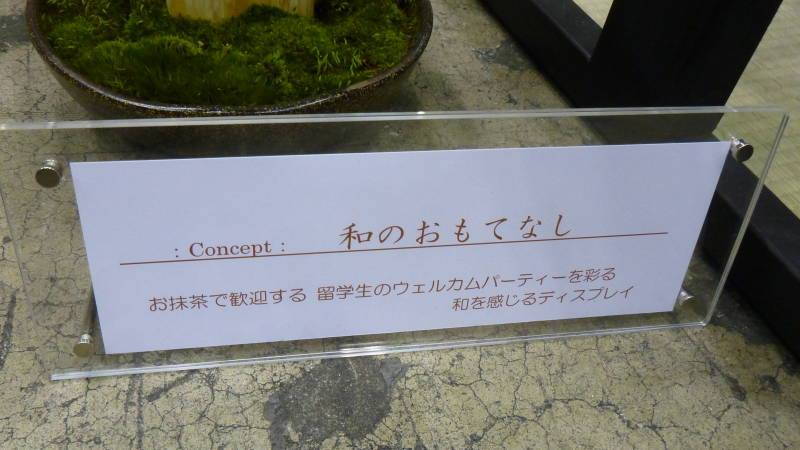 : Concept : 和のおもてなし
お抹茶で歓迎する 留学生のウェルカムパーティーを彩る
和を感じるディスプレイ